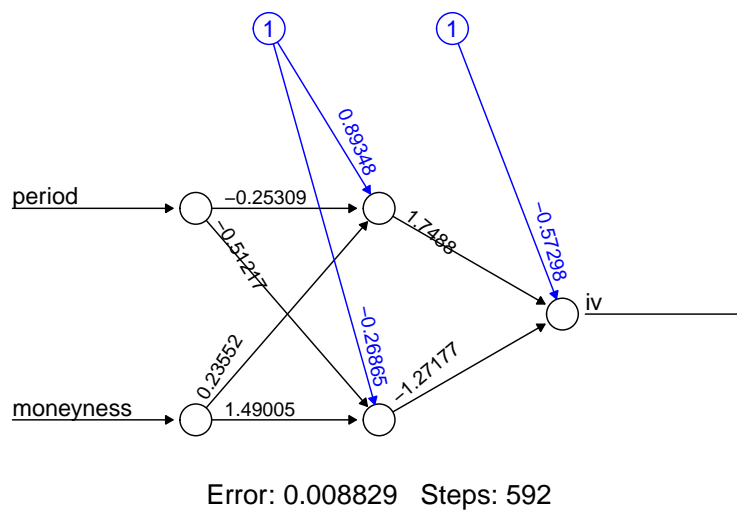 1
1
0.89348
period
−0.25309
−0.51217
1.7488
−0.57298
iv
−0.26865
0.23552
−1.27177
moneyness
1.49005
Error: 0.008829 Steps: 592